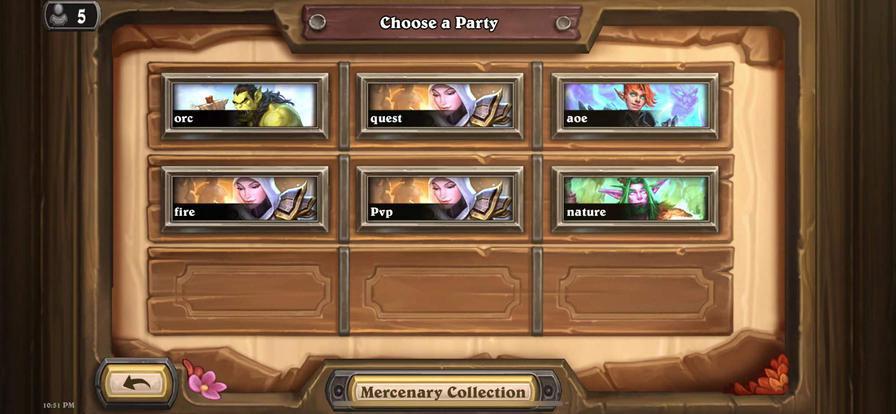 5
Choose a Party
orc
quest
aoe
fire
Pvp
nature
Mercenary Collection
10:51 PM